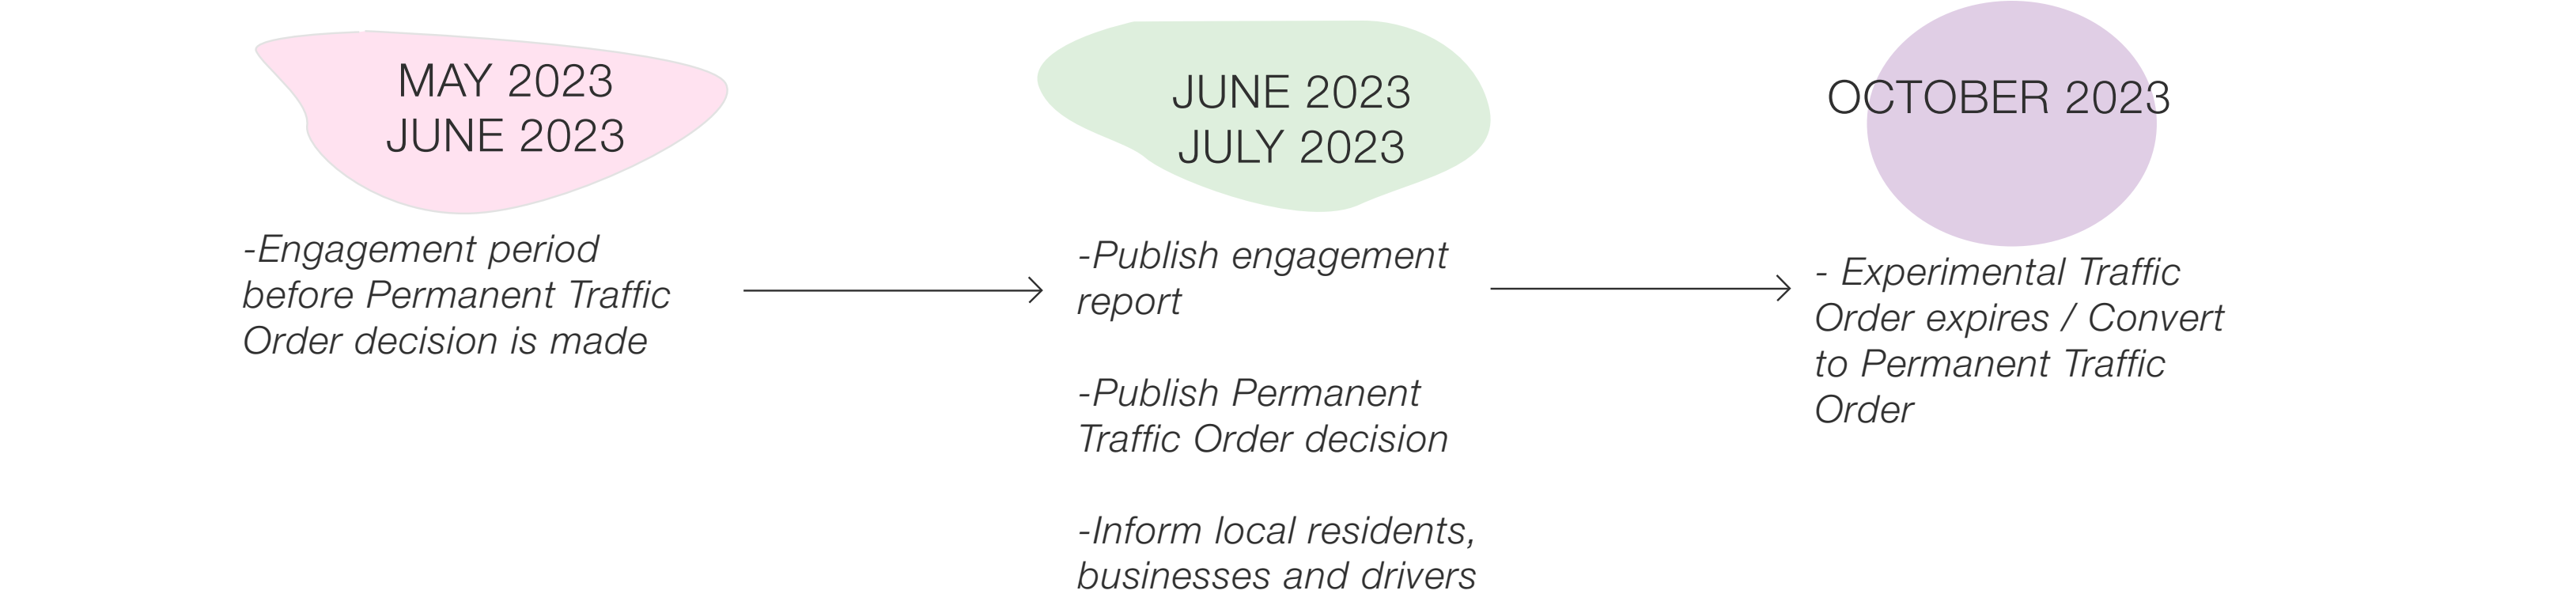 MAY 2023
JUNE 2023
-Engagement period
before Permanent Traffic
Order decision is made
JUNE 2023
JULY 2023
-Publish engagement
report
-Publish Permanent
Traffic Order decision
-Inform local residents,
businesses and drivers
OCTOBER 2023
- Experimental Traffic
Order expires / Convert
to Permanent Traffic
Order